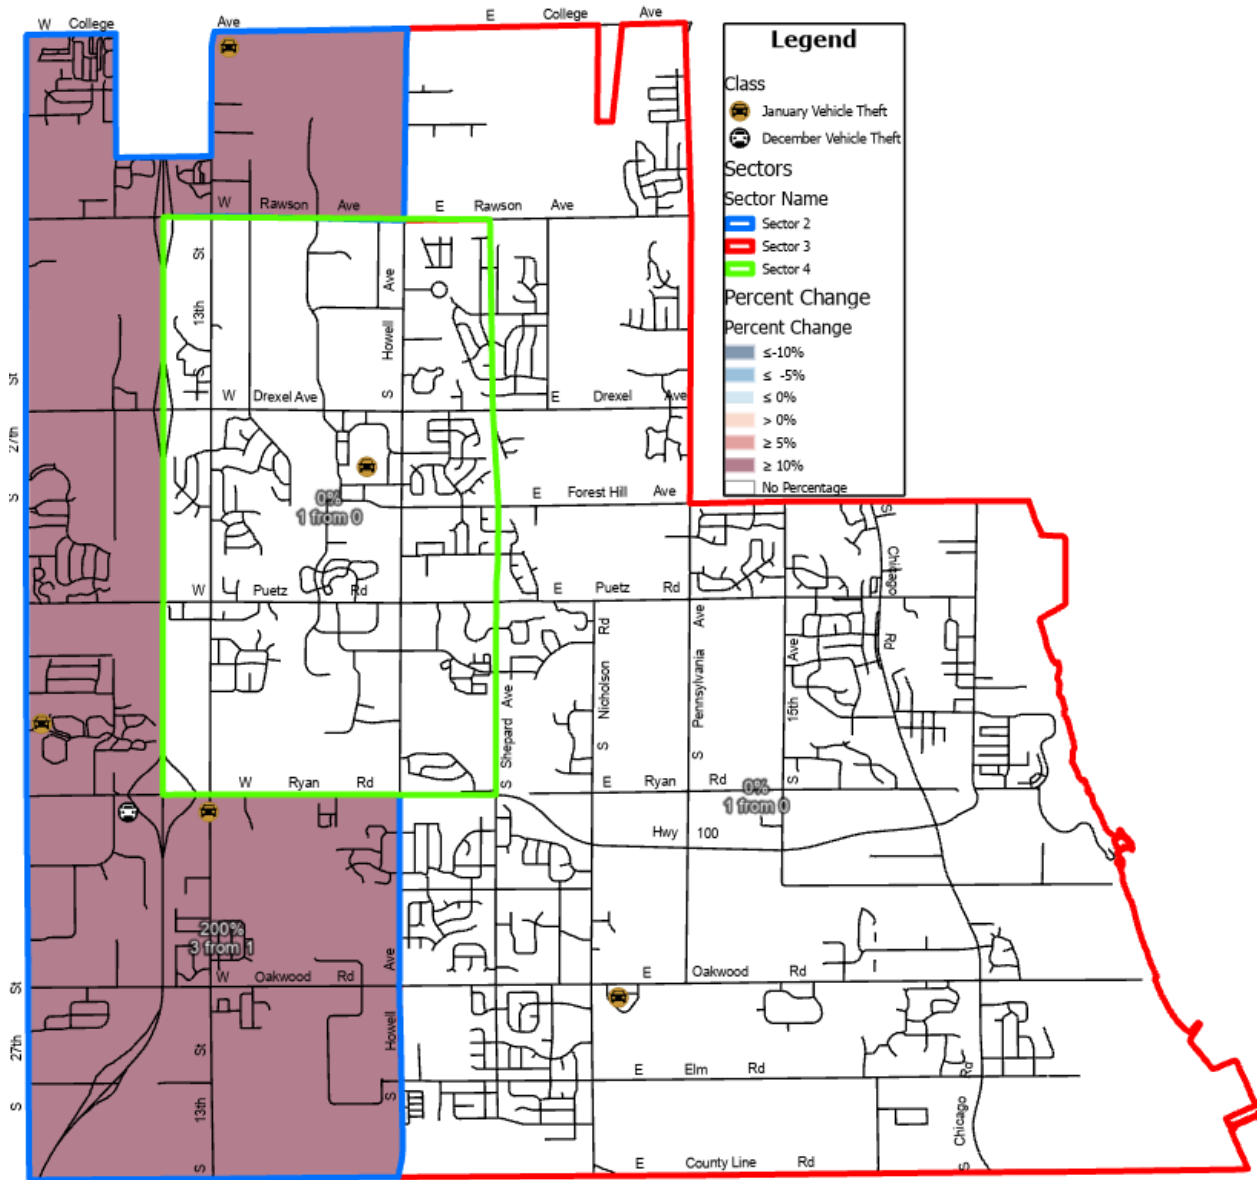 W College Ave
E College Ave
Legend
Class
January Vehicle Theft
December Vehicle Theft
Sectors
Sector Name
Sector 2
Sector 3
Sector 4
Percent Change
Percent Change
≤-10%
≤ -5%
≤ 0%
> 0%
≥ 5%
≥ 10%
No Percentage
W Rawson Ave
E Rawson Ave
13th St
S Howell Ave
S 27th St
W Drexel Ave
E Drexel Ave
0%
1 from 0
E Forest Hill Ave
S Chicago Rd
W Puetz Rd
E Puetz Rd
S Shepard Ave
S Nicholson Rd
S Pennsylvania Ave
S 15th Ave
W Ryan Rd
E Ryan Rd
0%
1 from 0
Hwy 100
200%
3 from 1
W Oakwood Rd
E Oakwood Rd
S 27th St
S 13th St
S Howell Ave
E Elm Rd
S Chicago Rd
E County Line Rd